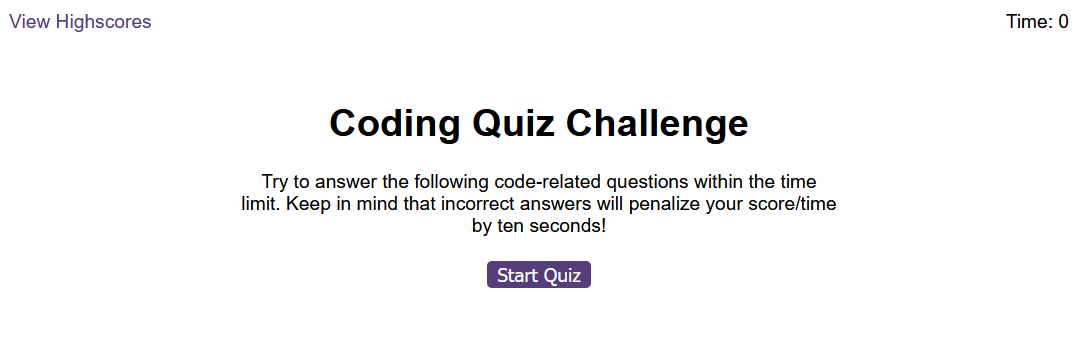 View Highscores
Time: 0
Coding Quiz Challenge
Try to answer the following code-related questions within the time
limit. Keep in mind that incorrect answers will penalize your score/time
by ten seconds!
Start Quiz